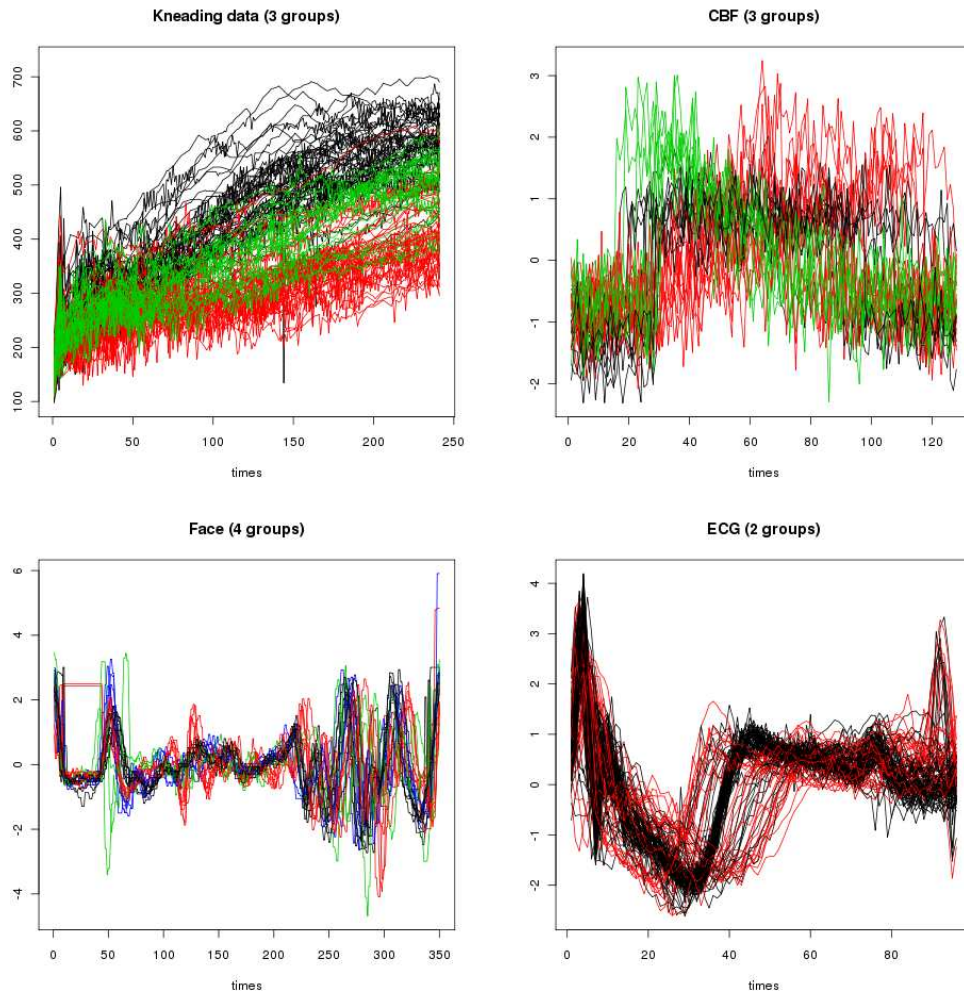 Kneading data (3 groups)
700
600
500
400
300
200
100
0 50 100 150 200 250
times
CBF (3 groups)
3
2
1
0
-1
-2
0 20 40 60 80 100 120
times
Face (4 groups)
6
4
2
0
-2
-4
0 50 100 150 200 250 300 350
times
ECG (2 groups)
4
3
2
1
0
-1
-2
0 20 40 60 80
times